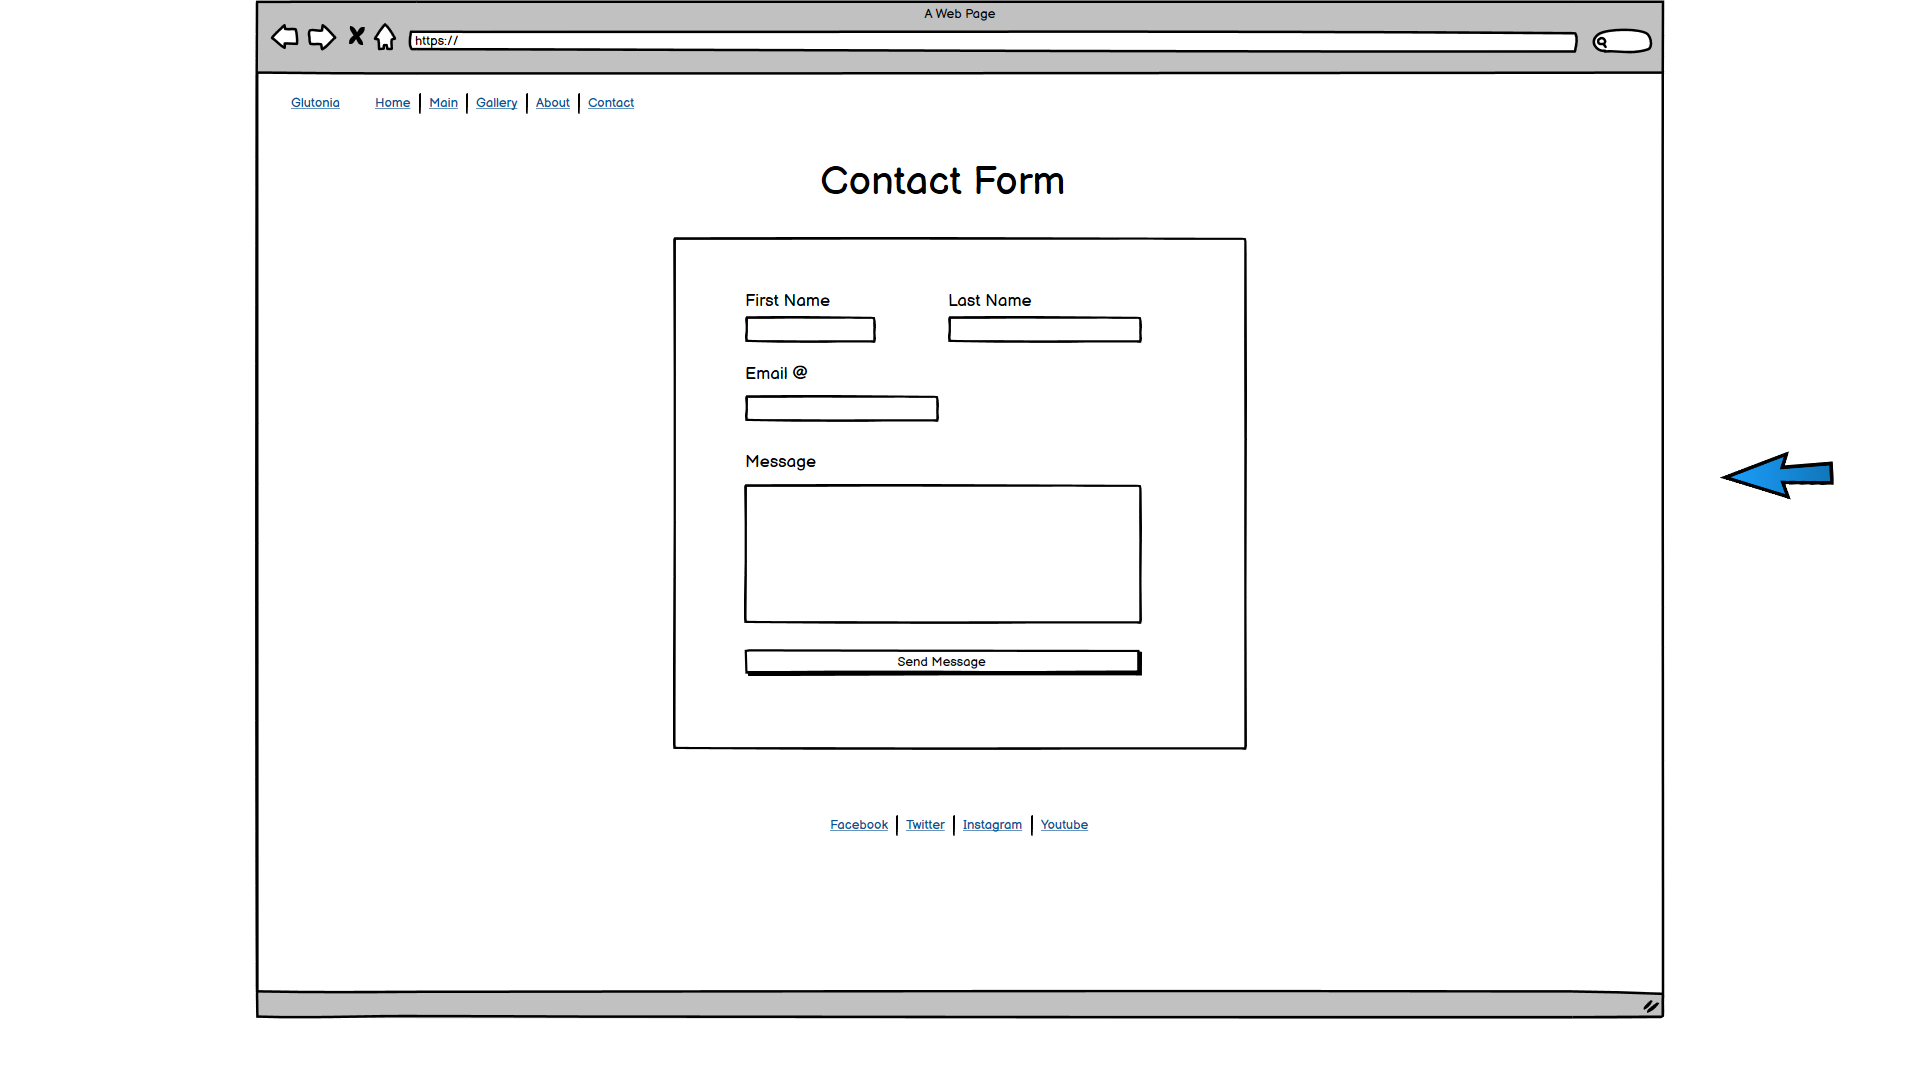 A Web Page
https://
Glutonia Home Main Gallery About Contact
Contact Form
First Name Last Name
Email @
Message
Send Message
Facebook Twitter Instagram Youtube